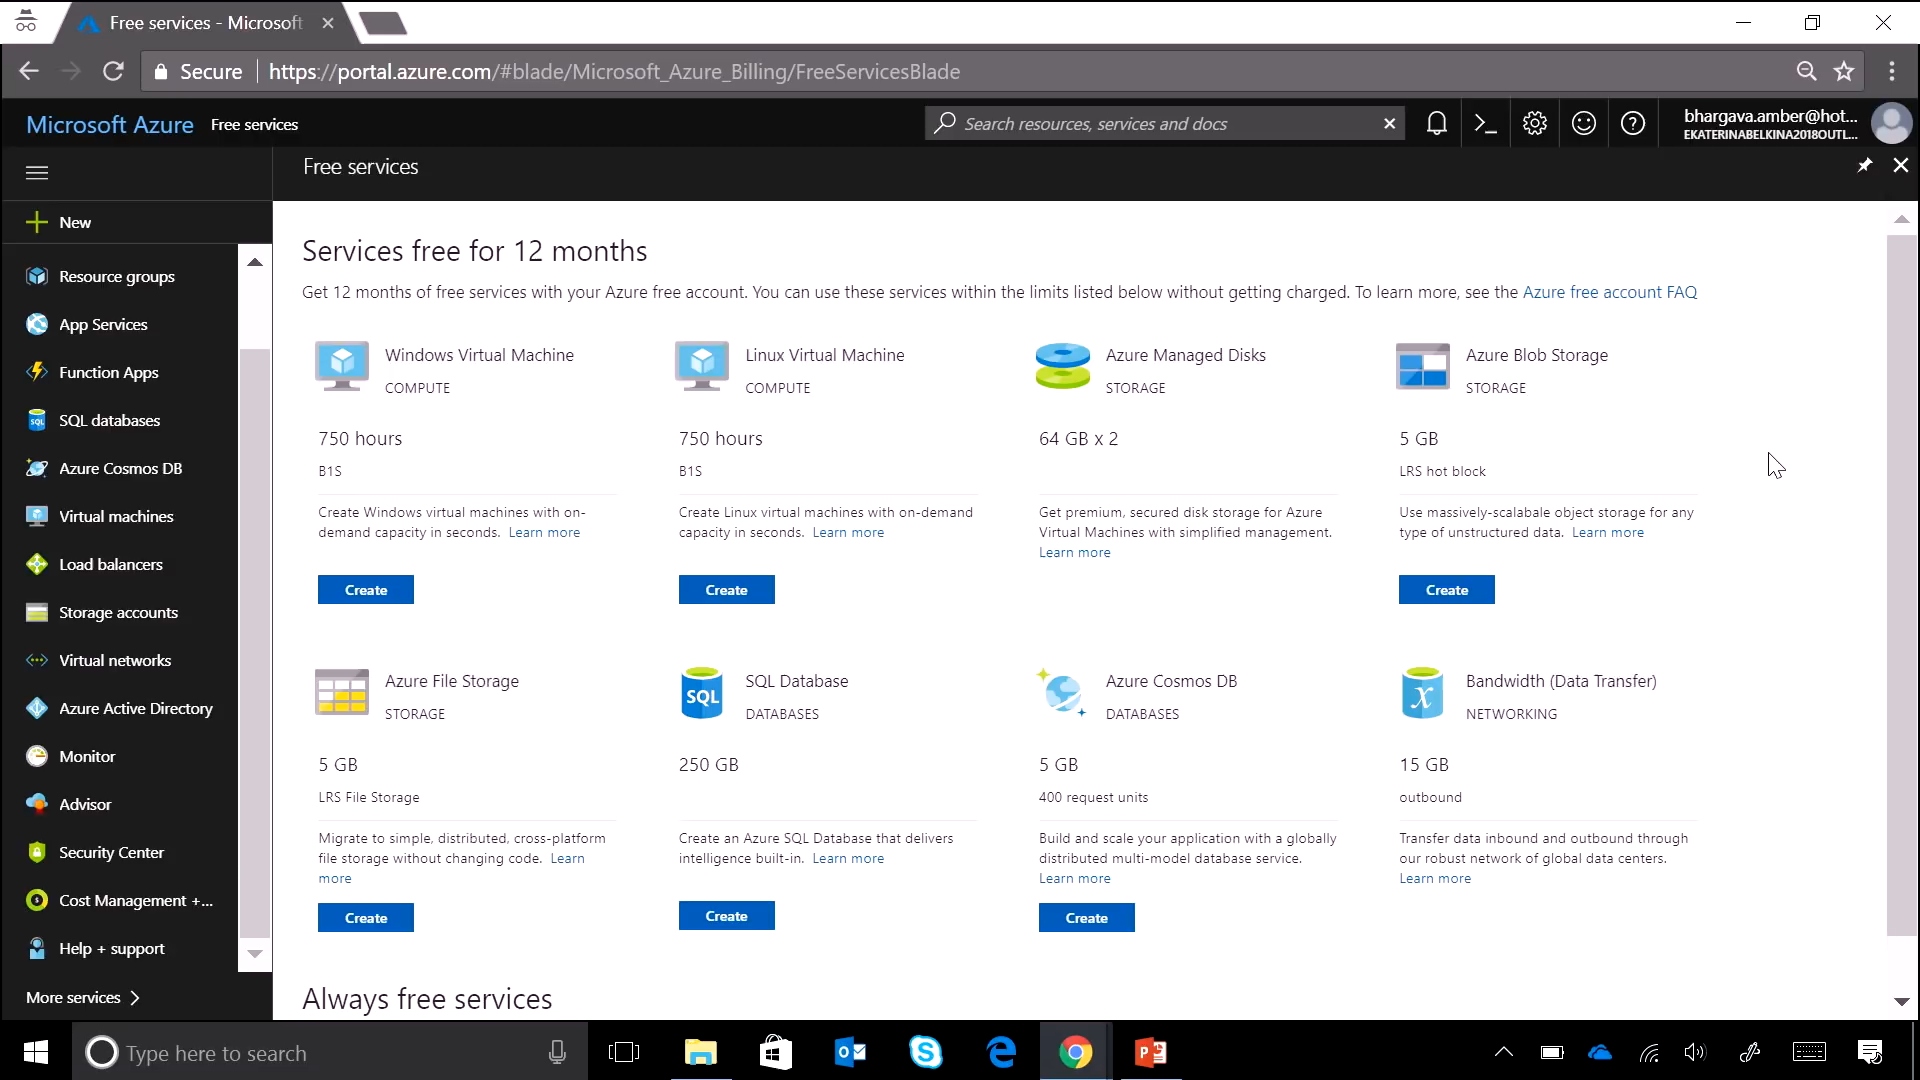 Free services - Microsoft
Secure
https://portal.azure.com/#blade/Microsoft_Azure_Billing/FreeServicesBlade
Microsoft Azure Free services
Search resources, services and docs
bhargava.amber@hot...
EKATERINABELKINA2018OUTL...
Free services
New
Resource groups
App Services
Function Apps
SQL databases
Azure Cosmos DB
Virtual machines
Load balancers
Storage accounts
Virtual networks
Azure Active Directory
Monitor
Advisor
Security Center
Cost Management +...
Help + support
More services
Services free for 12 months
Get 12 months of free services with your Azure free account. You can use these services within the limits listed below without getting charged. To learn more, see the Azure free account FAQ
Windows Virtual Machine
COMPUTE
750 hours
B1S
Create Windows virtual machines with on-
demand capacity in seconds. Learn more
Create
Linux Virtual Machine
COMPUTE
750 hours
B1S
Create Linux virtual machines with on-demand
capacity in seconds. Learn more
Create
Azure Managed Disks
STORAGE
64 GB x 2
Get premium, secured disk storage for Azure
Virtual Machines with simplified management.
Learn more
Azure Blob Storage
STORAGE
5 GB
LRS hot block
Use massively-scalabale object storage for any
type of unstructured data. Learn more
Create
Azure File Storage
STORAGE
5 GB
LRS File Storage
Migrate to simple, distributed, cross-platform
file storage without changing code. Learn
more
Create
SQL
SQL Database
DATABASES
250 GB
Create an Azure SQL Database that delivers
intelligence built-in. Learn more
Create
Azure Cosmos DB
DATABASES
5 GB
400 request units
Build and scale your application with a globally
distributed multi-model database service.
Learn more
Create
Bandwidth (Data Transfer)
NETWORKING
15 GB
outbound
Transfer data inbound and outbound through
our robust network of global data centers.
Learn more
Always free services
Type here to search